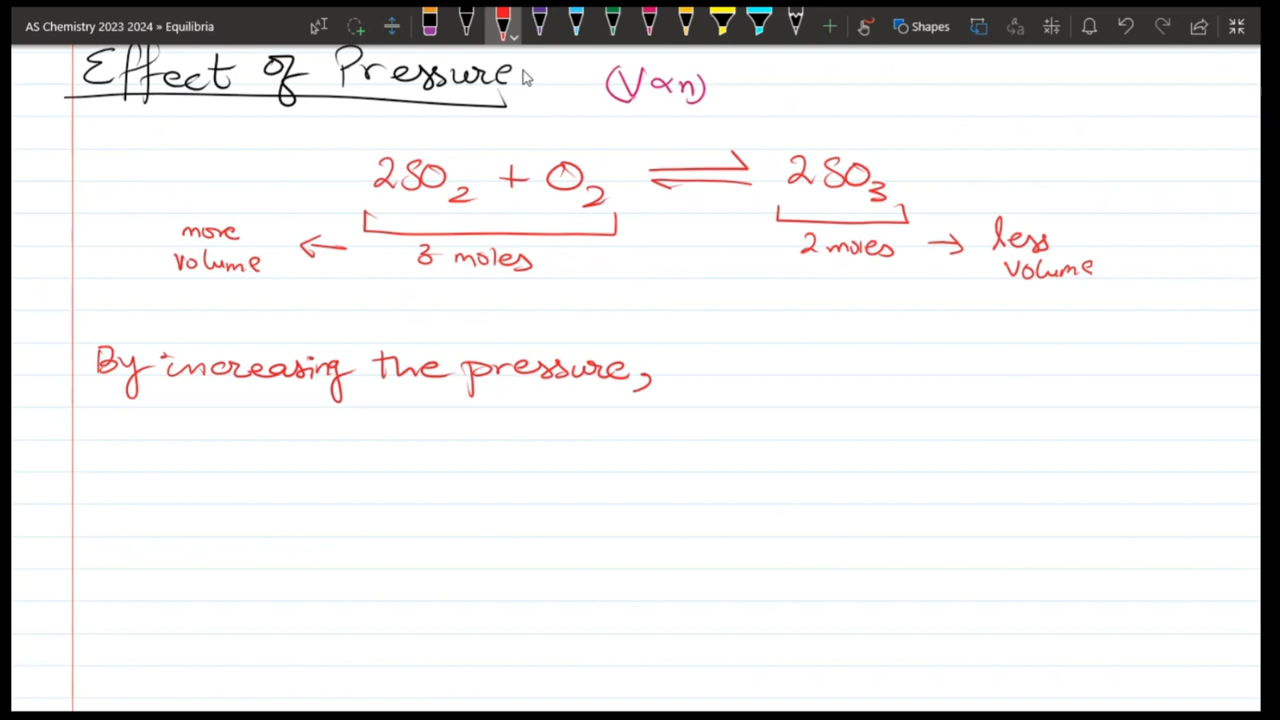 AS Chemistry 2023 2024 » Equilibria
Shapes
Effect of Pressure
(V∝n)
2SO₂ + O₂ ⇌ 2SO₃
more volume ← 3 moles
2 moles → less volume
By increasing the pressure,